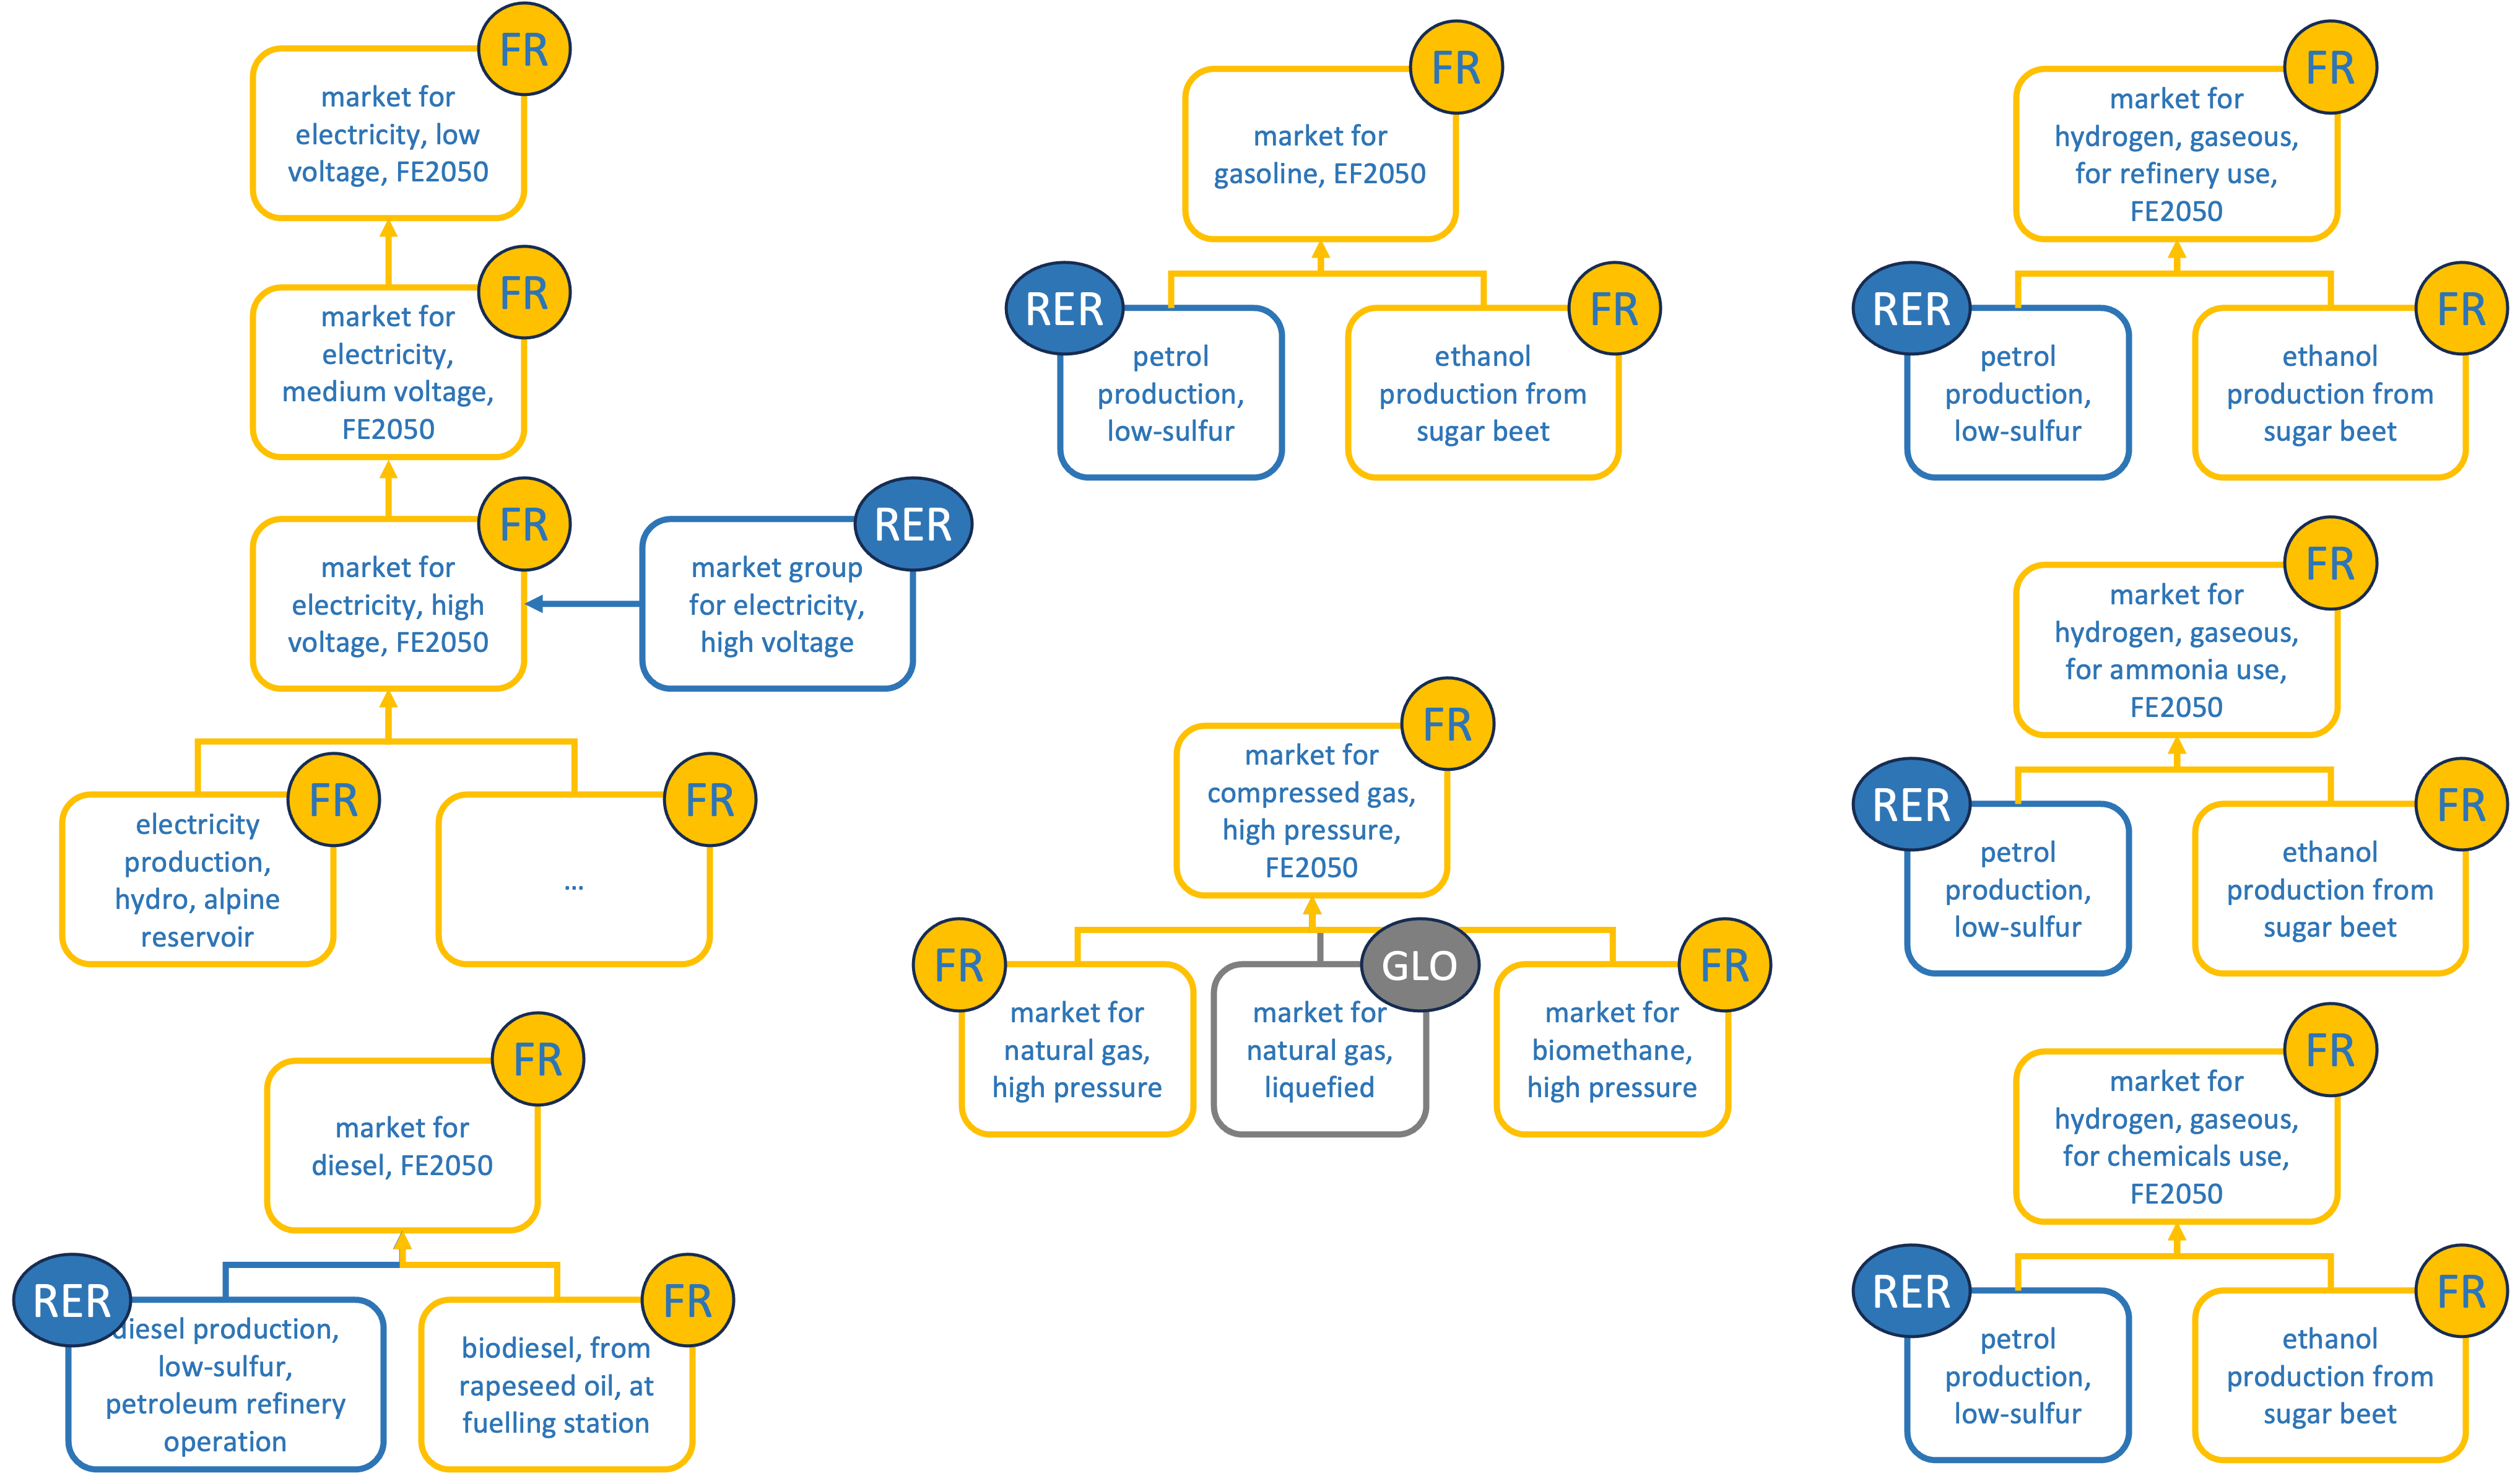 FR
market for
electricity, low
voltage, FE2050
FR
market for
electricity,
medium voltage,
FE2050
FR
market for
electricity, high
voltage, FE2050
RER
market group
for electricity,
high voltage
FR
electricity
production,
hydro, alpine
reservoir
FR
...
FR
market for
diesel, FE2050
RER
diesel production,
low-sulfur,
petroleum refinery
operation
FR
biodiesel, from
rapeseed oil, at
fuelling station
FR
market for
gasoline, EF2050
RER
petrol
production,
low-sulfur
FR
ethanol
production from
sugar beet
FR
market for
compressed gas,
high pressure,
FE2050
FR
market for
natural gas,
high pressure
GLO
market for
natural gas,
liquefied
FR
market for
biomethane,
high pressure
FR
market for
hydrogen, gaseous,
for refinery use,
FE2050
RER
petrol
production,
low-sulfur
FR
ethanol
production from
sugar beet
FR
market for
hydrogen, gaseous,
for ammonia use,
FE2050
RER
petrol
production,
low-sulfur
FR
ethanol
production from
sugar beet
FR
market for
hydrogen, gaseous,
for chemicals use,
FE2050
RER
petrol
production,
low-sulfur
FR
ethanol
production from
sugar beet